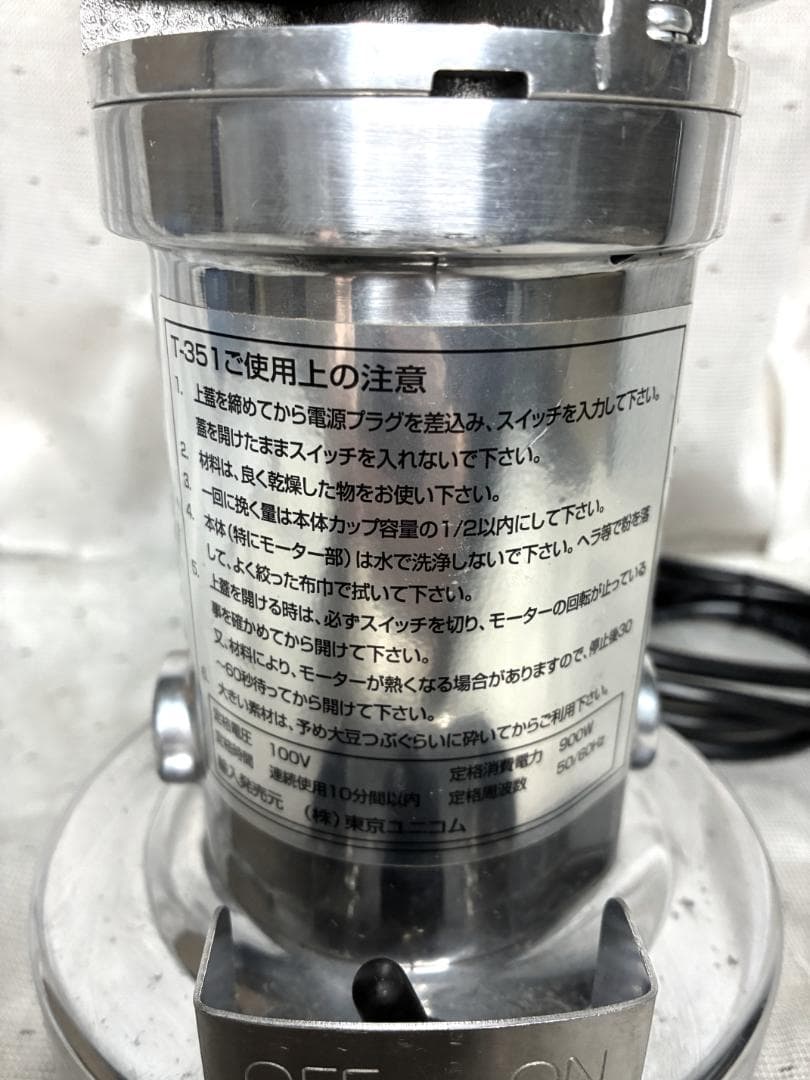 T-351ご使用上の注意
1. 上蓋を締めてから電源プラグを差込み、スイッチを入力して下さい。
蓋を開けたままスイッチを入れないで下さい。
2. 材料は、良く乾燥した物をお使い下さい。
3. 一回に挽く量は本体カップ容量の1/2以内にして下さい。
4. 本体(特にモーター部)は水で洗浄しないで下さい。ヘラ等で粉を落
して、よく絞った布巾で拭いて下さい。
5. 上蓋を開ける時は、必ずスイッチを切り、モーターの回転が止っている
事を確かめてから開けて下さい。
又、材料により、モーターが熱くなる場合がありますので、停止後30
〜60秒待ってから開けて下さい。
6. 大きい素材は、予め大豆つぶぐらいに砕いてからご利用下さい。
定格電圧 100V 定格消費電力 900W
定格時間 連続使用10分間以内 定格周波数 50/60Hz
輸入発売元 (株)東京ユニコム
OFF ON